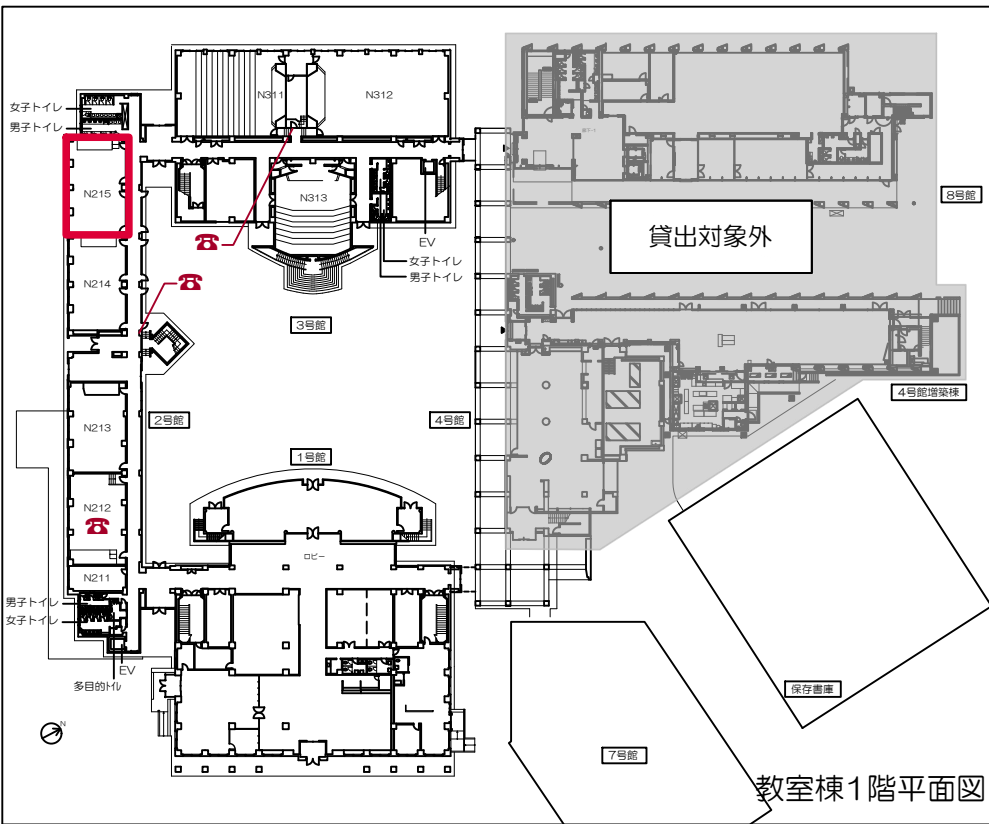 N311
N312
女子トイレ
男子トイレ
N215
N313
8号館
貸出対象外
EV
女子トイレ
男子トイレ
N214
3号館
N213
2号館
4号館
4号館増築棟
1号館
N212
ロビー
N211
男子トイレ
女子トイレ
EV
多目的トイレ
保存書庫
N
7号館
教室棟1階平面図